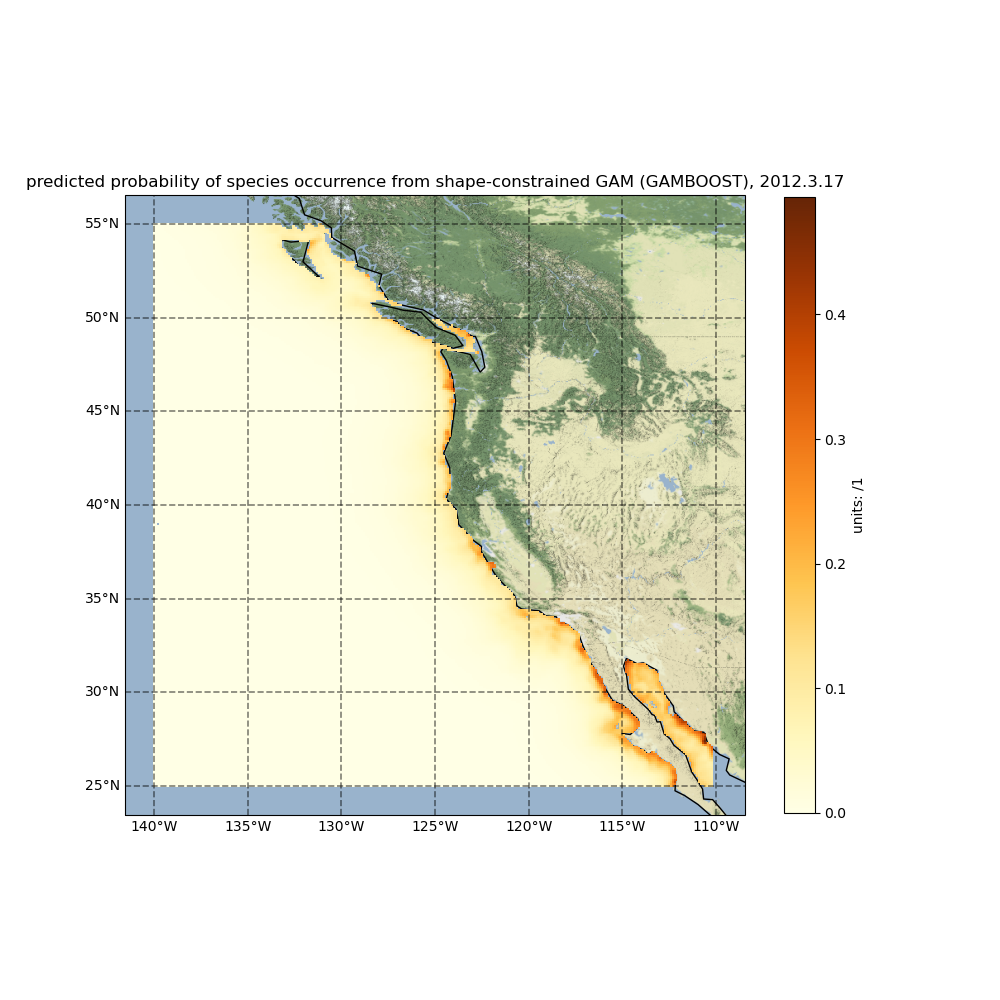 predicted probability of species occurrence from shape-constrained GAM (GAMBOOST), 2012.3.17
55°N
50°N
45°N
40°N
35°N
30°N
25°N
140°W 135°W 130°W 125°W 120°W 115°W 110°W
0.4
0.3
0.2
0.1
0.0
units: /1